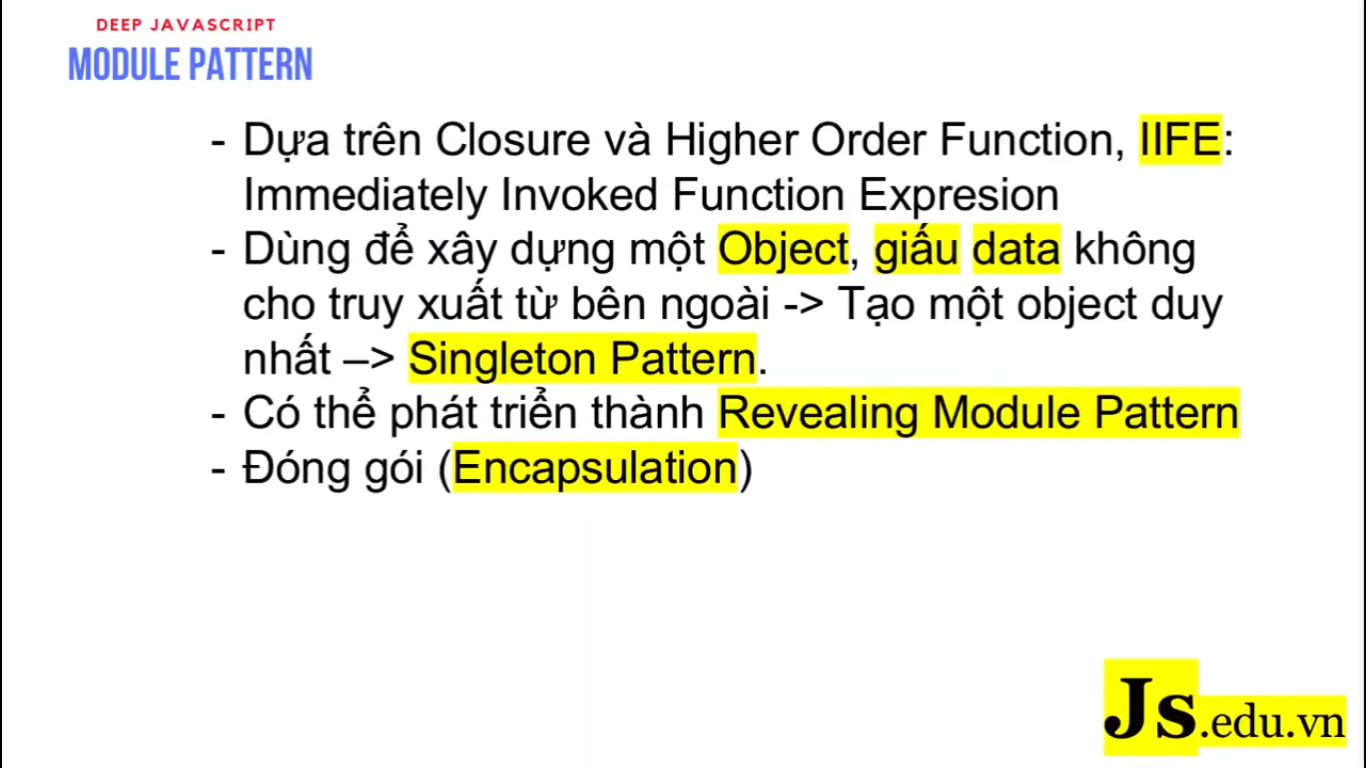 DEEP JAVASCRIPT
MODULE PATTERN
- Dựa trên Closure và Higher Order Function, IIFE:
Immediately Invoked Function Expresion
- Dùng để xây dựng một Object, giấu data không
cho truy xuất từ bên ngoài -> Tạo một object duy
nhất –> Singleton Pattern.
- Có thể phát triển thành Revealing Module Pattern
- Đóng gói (Encapsulation)
Js.edu.vn